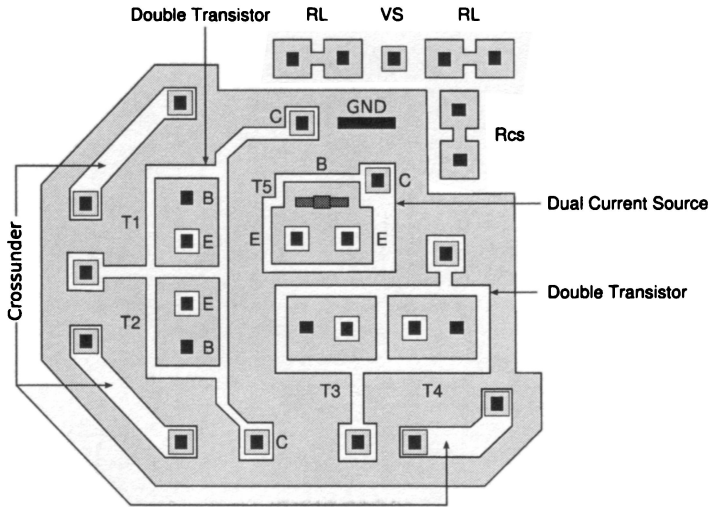 Double Transistor
RL
VS
RL
C
GND
Rcs
B
T5
C
Dual Current Source
T1
B
E
E
E
Crossunder
T2
E
B
Double Transistor
T3
T4
C